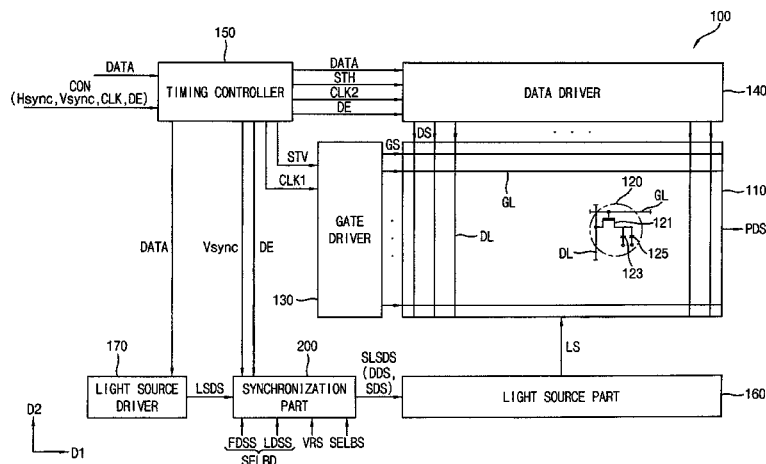 100
150
DATA
CON
(Hsync,Vsync,CLK,DE)
TIMING CONTROLLER
DATA
STH
CLK2
DE
DATA DRIVER
140
STV
CLK1
GS
DS
GL
110
120
GL
121
DL
123
125
PDS
GATE
DRIVER
130
DL
DATA
Vsync
DE
170
LIGHT SOURCE
DRIVER
LSDS
200
SYNCHRONIZATION
PART
SLSDS
(DDS,
SDS)
LS
LIGHT SOURCE PART
160
FDSS LDSS VRS SELBS
SELBD
D2
D1